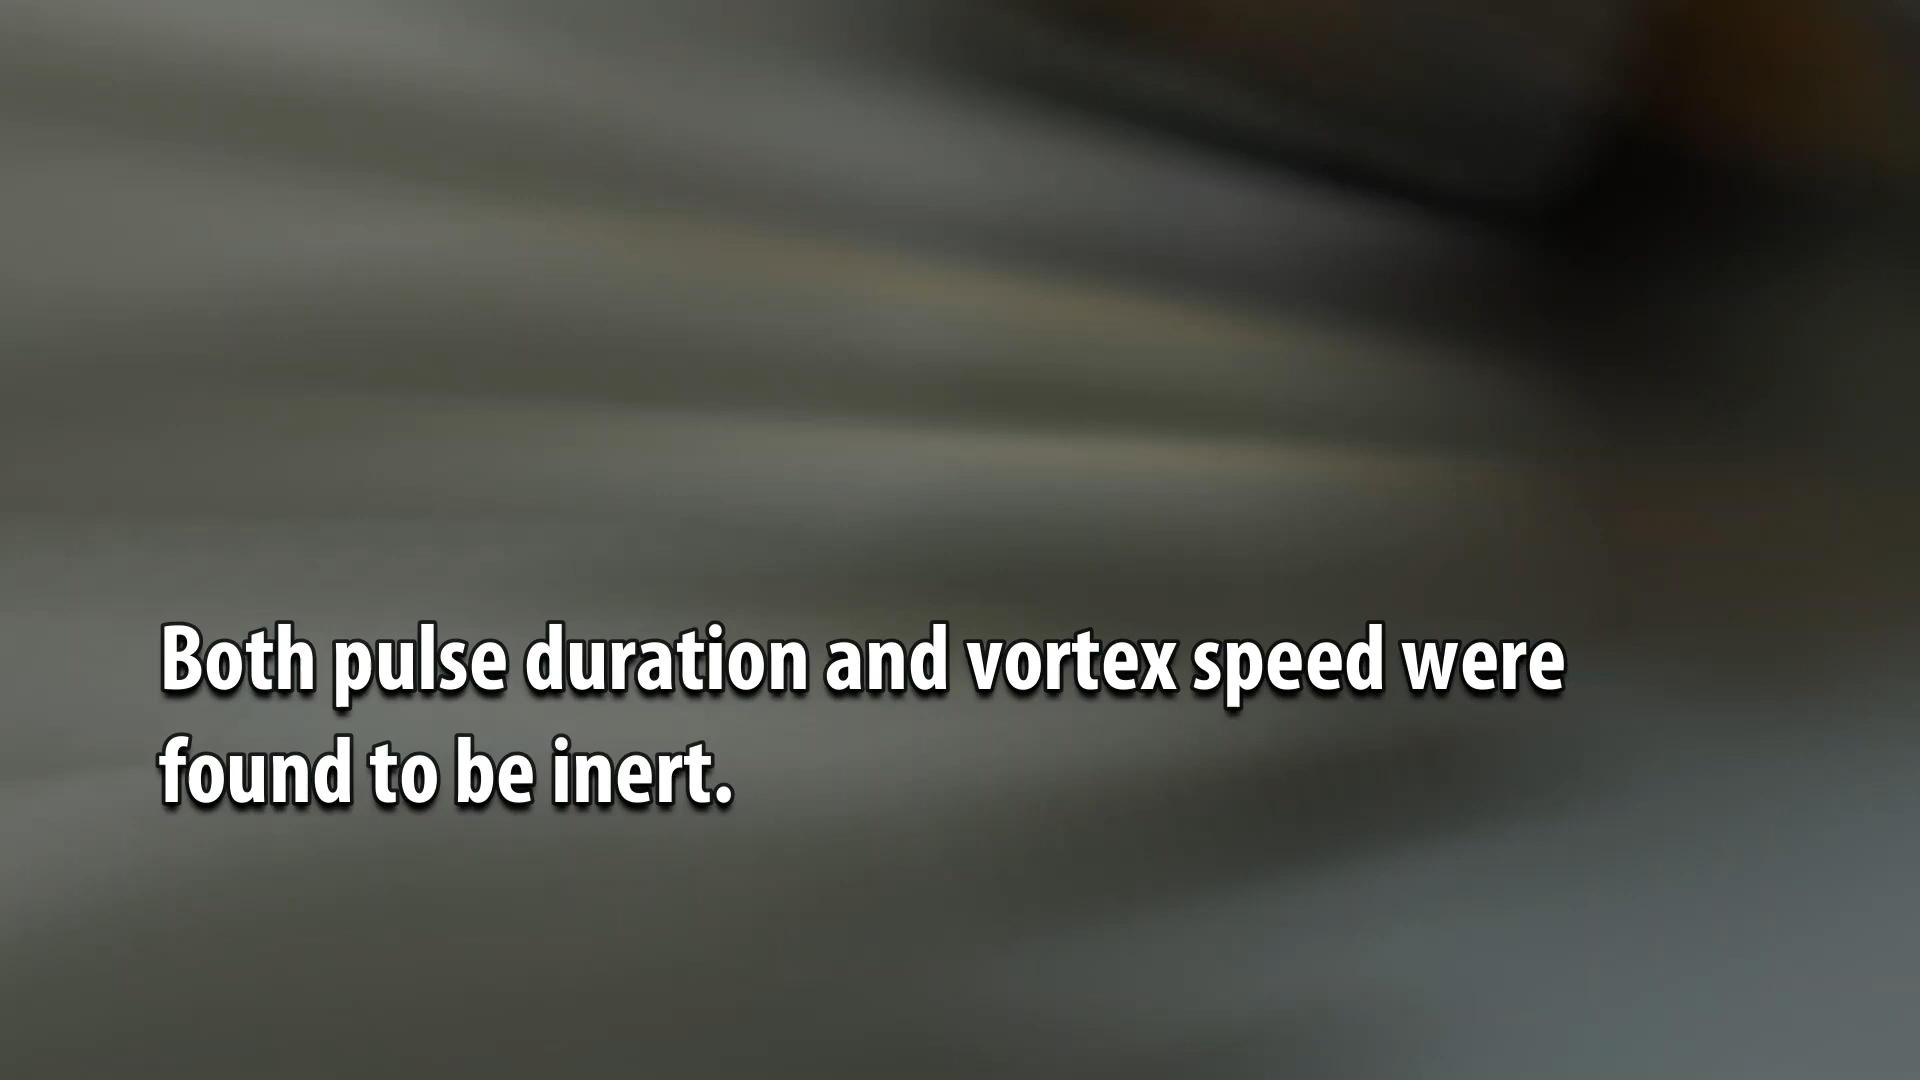 Both pulse duration and vortex speed were
found to be inert.